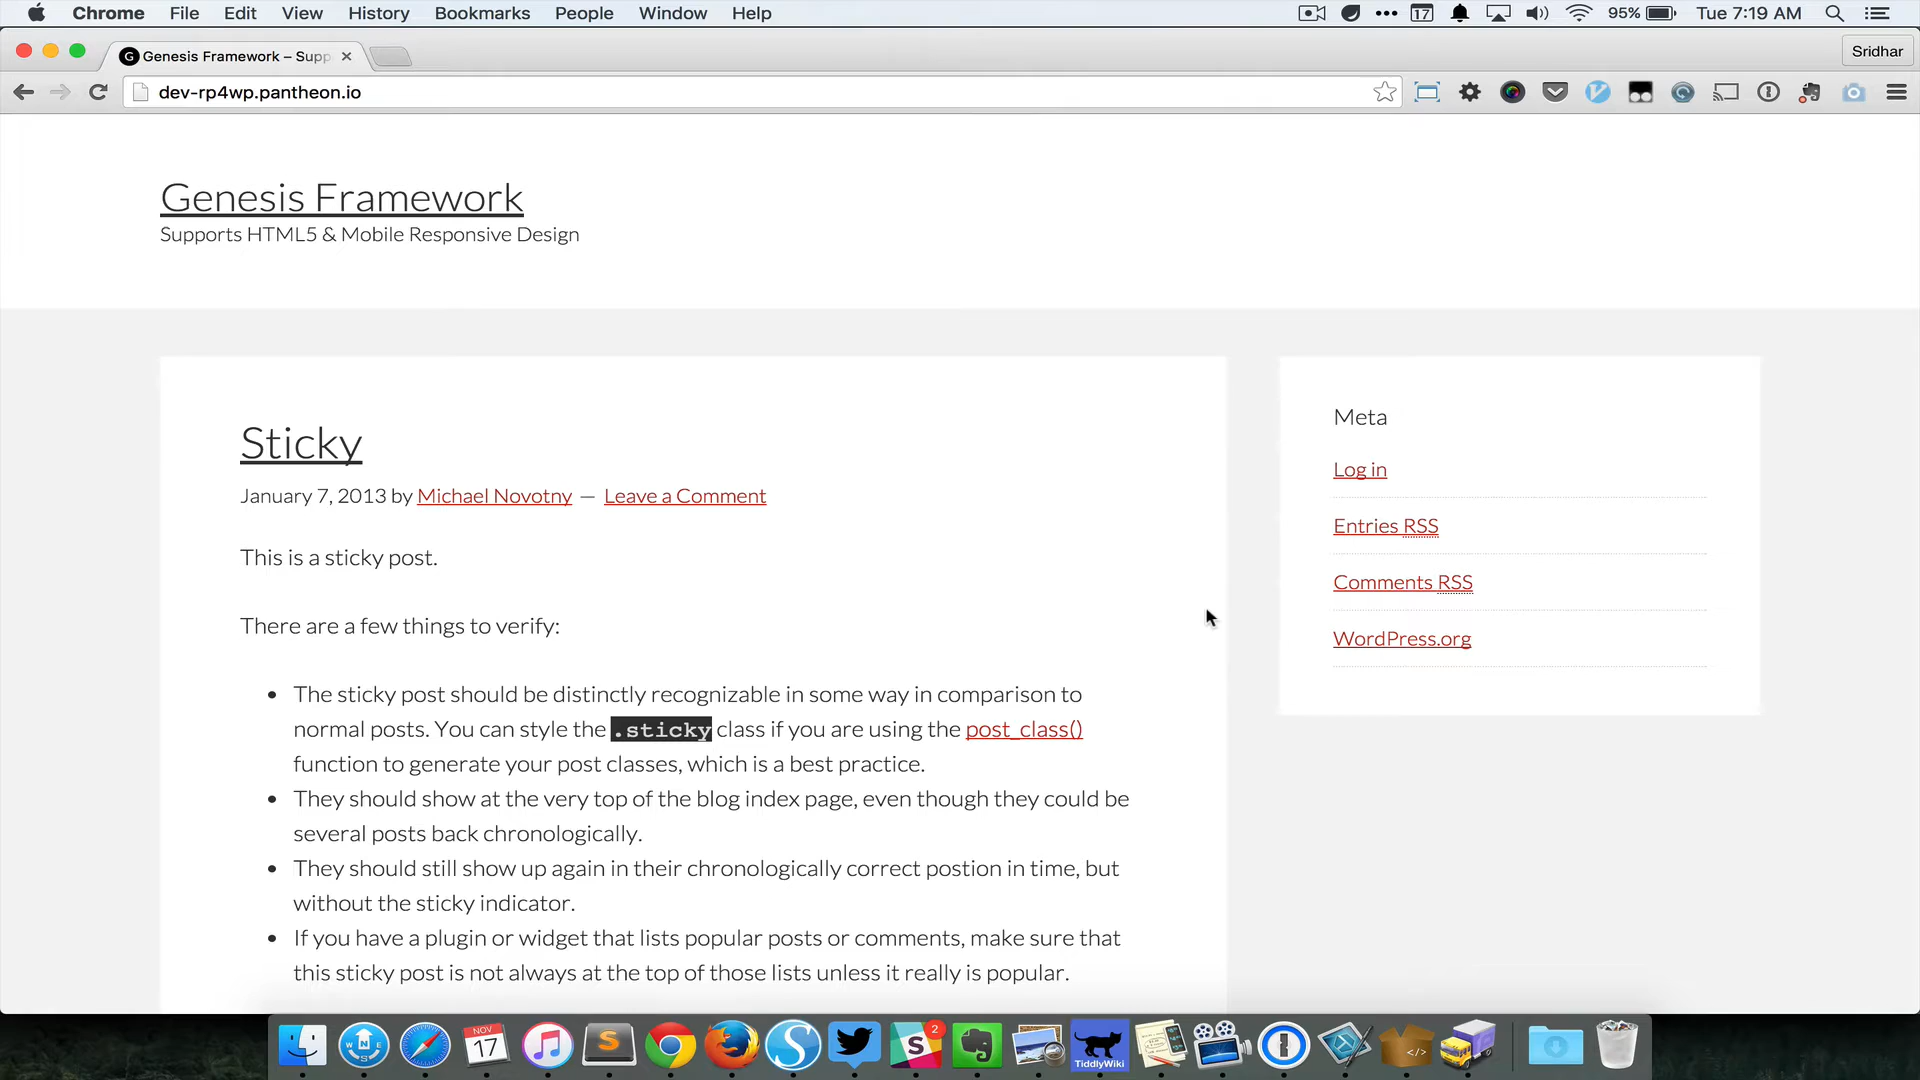 Chrome File Edit View History Bookmarks People Window Help 17 95% Tue 7:19 AM
Genesis Framework – Supp Sridhar
dev-rp4wp.pantheon.io
Genesis Framework
Supports HTML5 & Mobile Responsive Design
Sticky
January 7, 2013 by Michael Novotny — Leave a Comment
This is a sticky post.
There are a few things to verify:
The sticky post should be distinctly recognizable in some way in comparison to
normal posts. You can style the .sticky class if you are using the post_class()
function to generate your post classes, which is a best practice.
They should show at the very top of the blog index page, even though they could be
several posts back chronologically.
They should still show up again in their chronologically correct postion in time, but
without the sticky indicator.
If you have a plugin or widget that lists popular posts or comments, make sure that
this sticky post is not always at the top of those lists unless it really is popular.
Meta
Log in
Entries RSS
Comments RSS
WordPress.org
NOV
17
2
TiddlyWiki